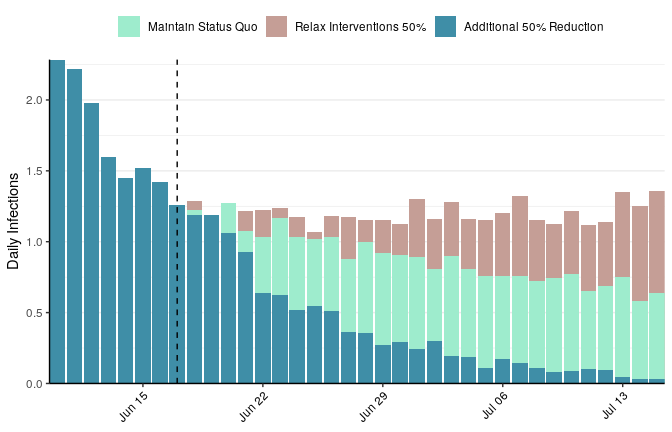 Maintain Status Quo Relax Interventions 50% Additional 50% Reduction
Daily Infections
2.0
1.5
1.0
0.5
0.0
Jun 15 Jun 22 Jun 29 Jul 06 Jul 13